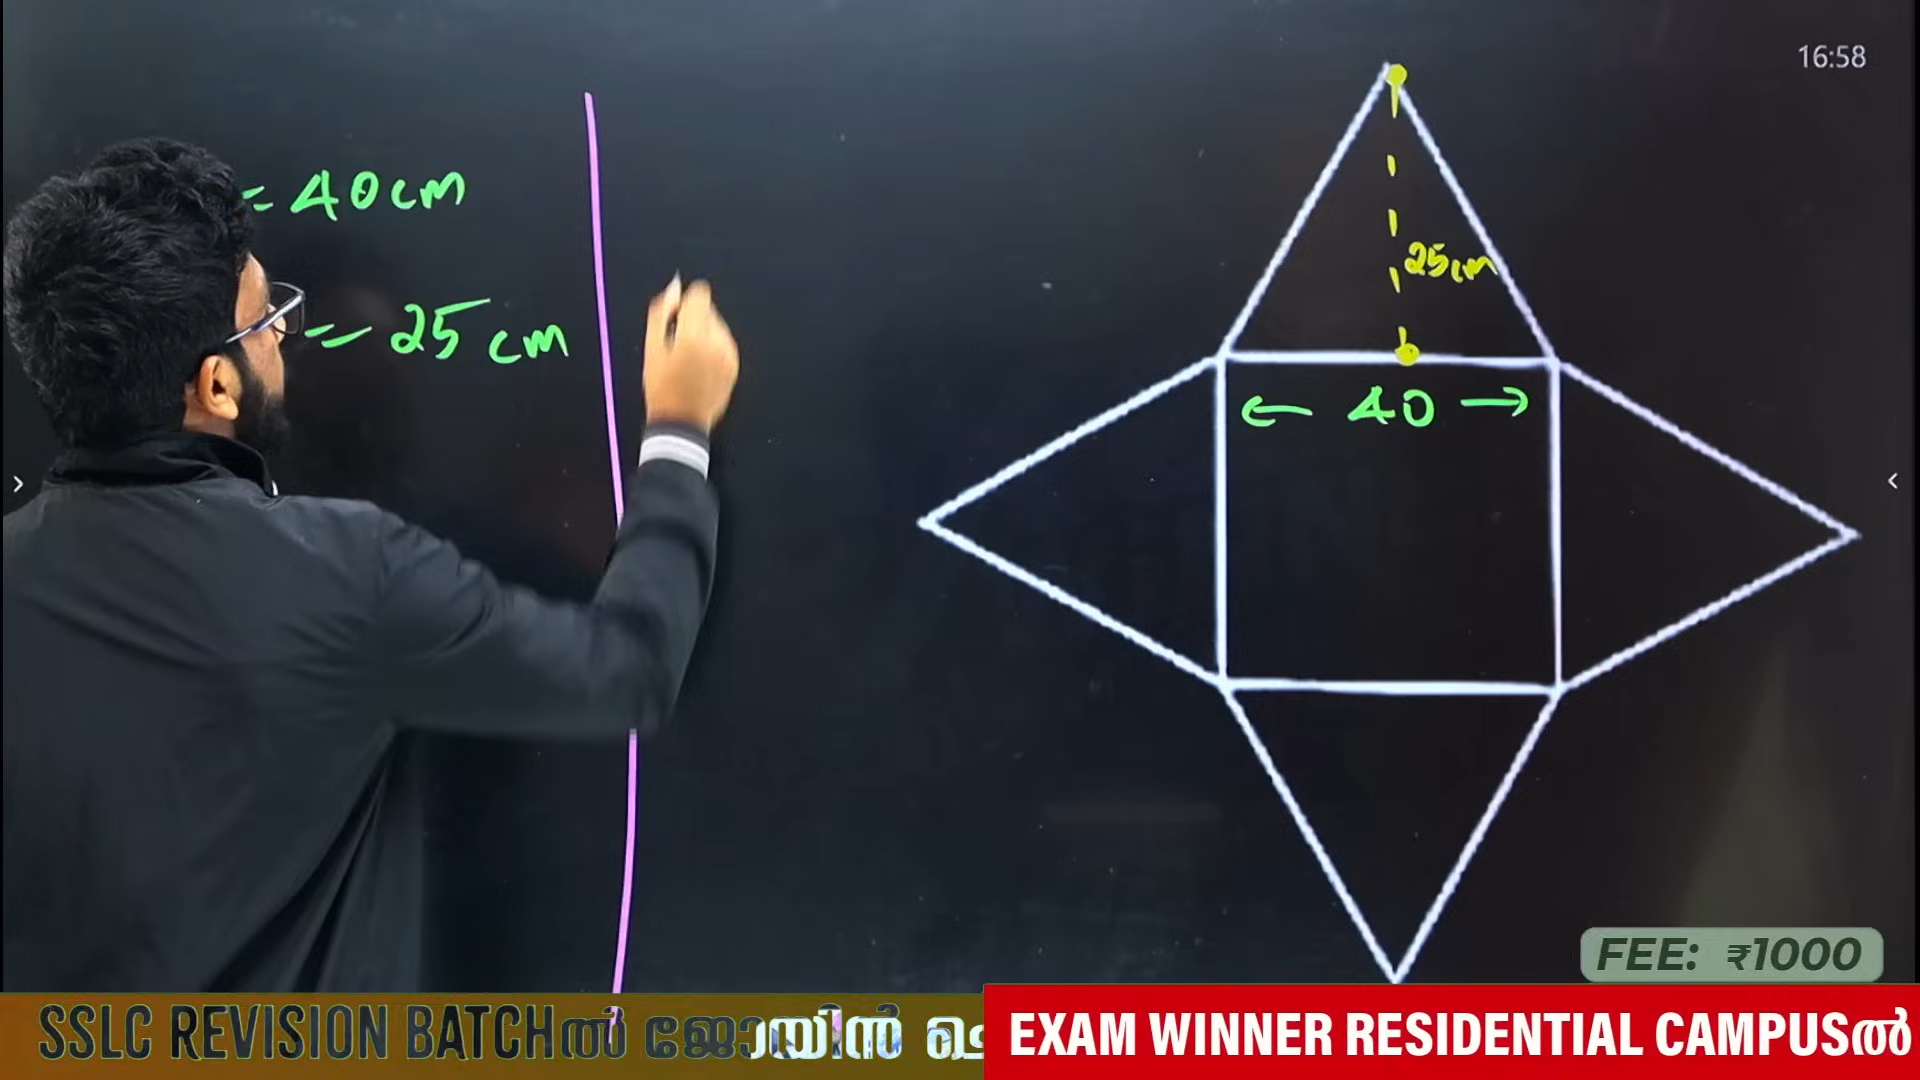 16:58
= 40cm
= 25 cm
25cm
← 40 →
FEE: ₹1000
SSLC REVISION BATCHൽ ജോയിൻ
EXAM WINNER RESIDENTIAL CAMPUSൽ